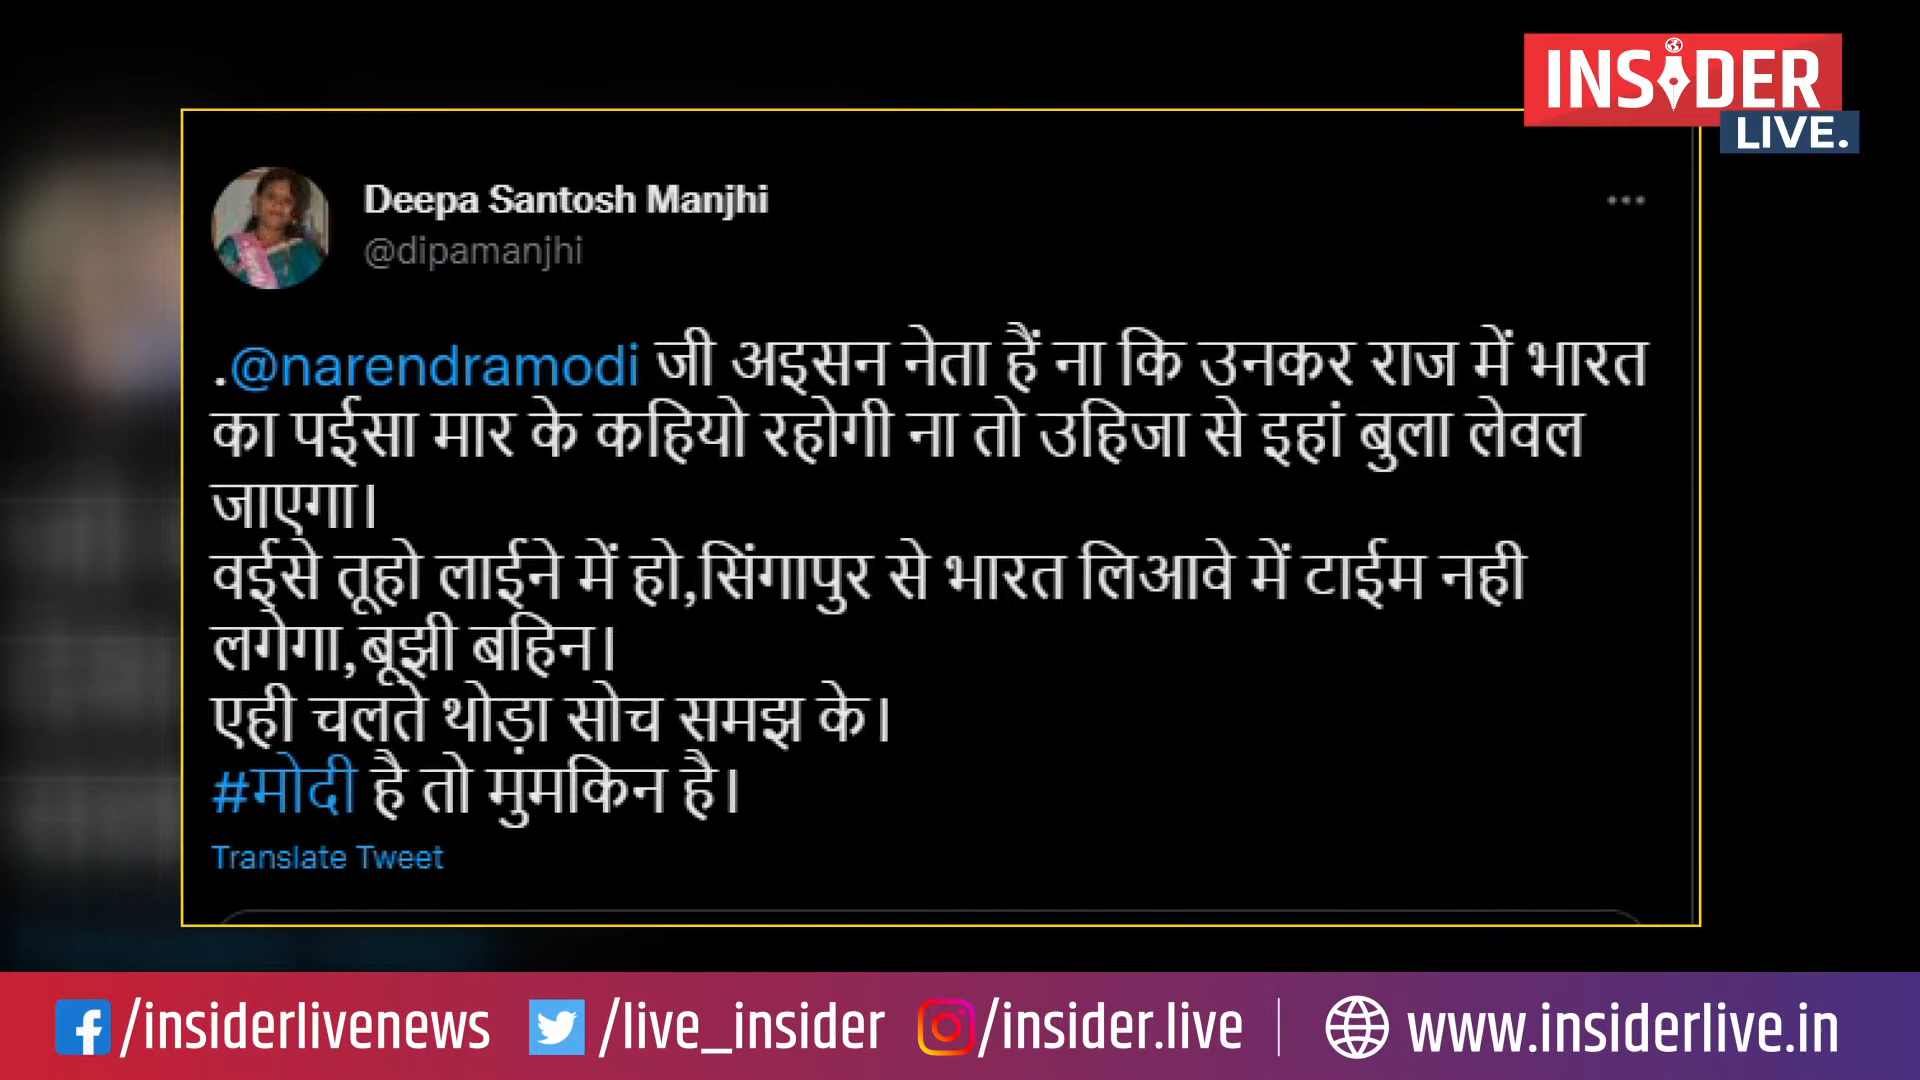 INSIDER
LIVE.
Deepa Santosh Manjhi
@dipamanjhi
.@narendramodi जी अइसन नेता हैं ना कि उनकर राज में भारत
का पईसा मार के कहियो रहोगी ना तो उहिजा से इहां बुला लेवल
जाएगा।
वईसे तूहो लाईने में हो,सिंगापुर से भारत लिआवे में टाईम नही
लगेगा,बूझी बहिन।
एही चलते थोड़ा सोच समझ के।
#मोदी है तो मुमकिन है।
Translate Tweet
/insiderlivenews /live_insider /insider.live www.insiderlive.in